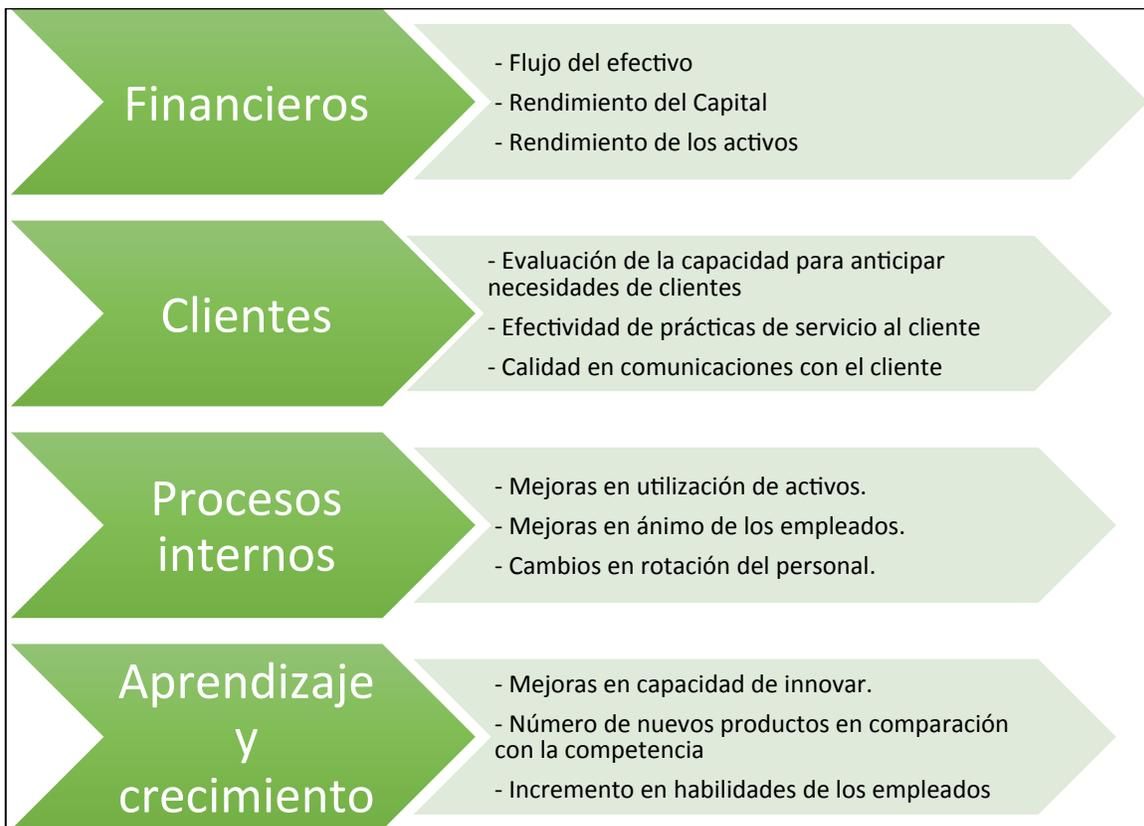 Financieros
- Flujo del efectivo
- Rendimiento del Capital
- Rendimiento de los activos
Clientes
- Evaluación de la capacidad para anticipar
necesidades de clientes
- Efectividad de prácticas de servicio al cliente
- Calidad en comunicaciones con el cliente
Procesos
internos
- Mejoras en utilización de activos.
- Mejoras en ánimo de los empleados.
- Cambios en rotación del personal.
Aprendizaje
y
crecimiento
- Mejoras en capacidad de innovar.
- Número de nuevos productos en comparación
con la competencia
- Incremento en habilidades de los empleados